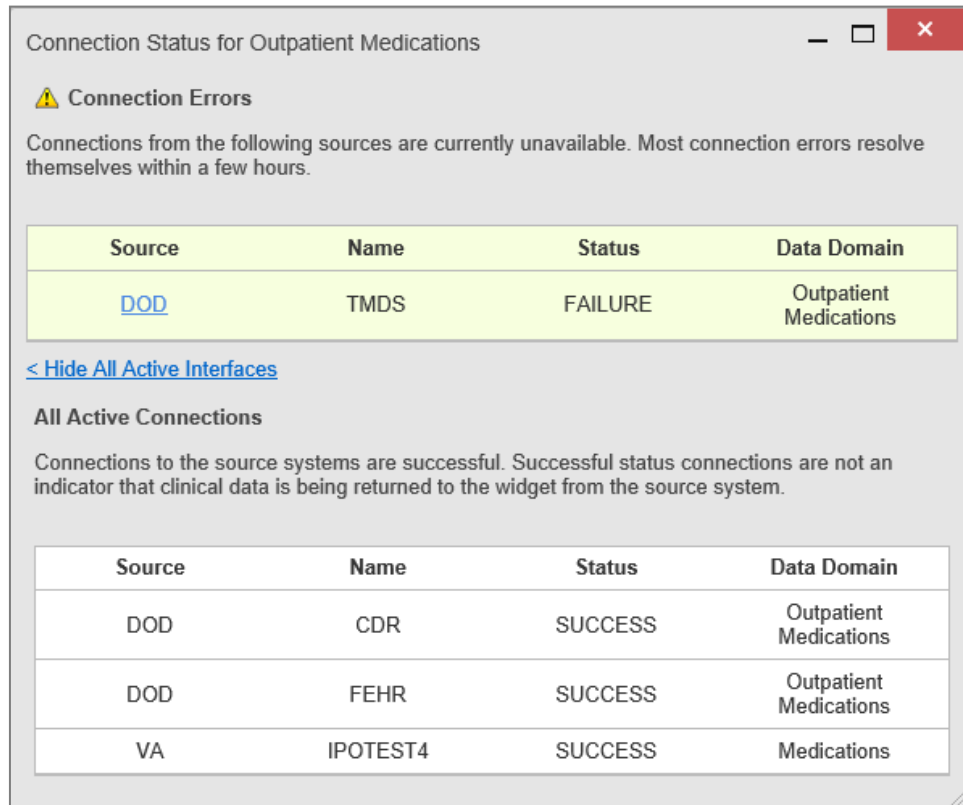 Connection Status for Outpatient Medications
Connection Errors
Connections from the following sources are currently unavailable. Most connection errors resolve
themselves within a few hours.
Source Name Status Data Domain
DOD TMDS FAILURE Outpatient
Medications
< Hide All Active Interfaces
All Active Connections
Connections to the source systems are successful. Successful status connections are not an
indicator that clinical data is being returned to the widget from the source system.
Source Name Status Data Domain
DOD CDR SUCCESS Outpatient
Medications
DOD FEHR SUCCESS Outpatient
Medications
VA IPOTEST4 SUCCESS Medications